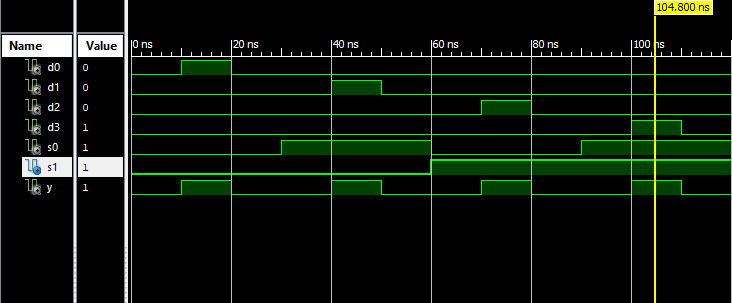 104.800 ns
Name Value 0 ns 20 ns 40 ns 60 ns 80 ns 100 ns
d0 0
d1 0
d2 0
d3 1
s0 1
s1 1
y 1